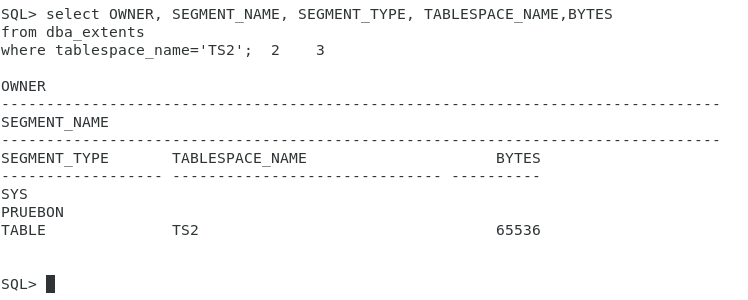 SQL> select OWNER, SEGMENT_NAME, SEGMENT_TYPE, TABLESPACE_NAME,BYTES
from dba_extents
where tablespace_name='TS2';  2    3

OWNER
--------------------------------------------------------------------------------
SEGMENT_NAME
--------------------------------------------------------------------------------
SEGMENT_TYPE       TABLESPACE_NAME                     BYTES
------------------ ------------------------------ ----------
SYS
PRUEBON
TABLE              TS2                                 65536


SQL>